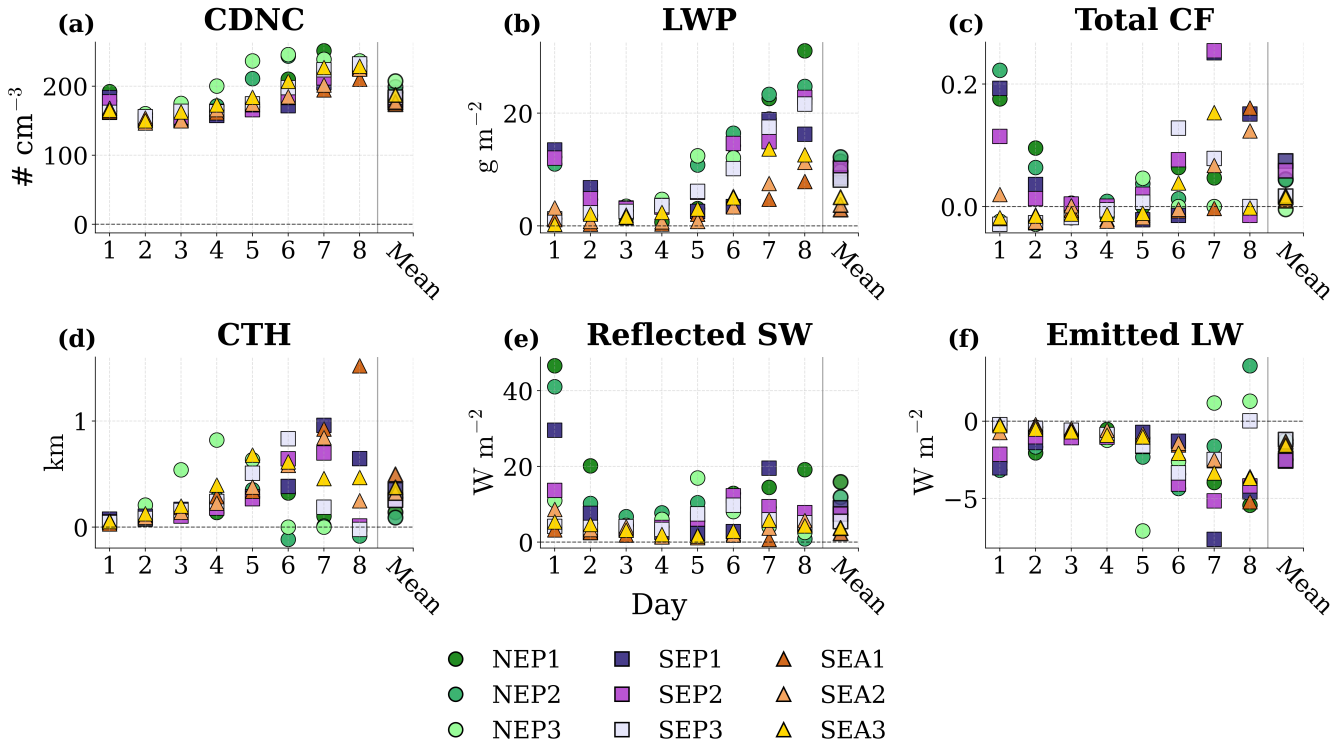 (a) CDNC
# cm⁻³
200
100
0
1 2 3 4 5 6 7 8 Mean
(b) LWP
g m⁻²
20
0
1 2 3 4 5 6 7 8 Mean
(c) Total CF
0.2
0.0
1 2 3 4 5 6 7 8 Mean
(d) CTH
km
1
0
1 2 3 4 5 6 7 8 Mean
(e) Reflected SW
W m⁻²
40
20
0
1 2 3 4 5 6 7 8 Mean
Day
(f) Emitted LW
W m⁻²
0
−5
1 2 3 4 5 6 7 8 Mean
NEP1 SEP1 SEA1
NEP2 SEP2 SEA2
NEP3 SEP3 SEA3